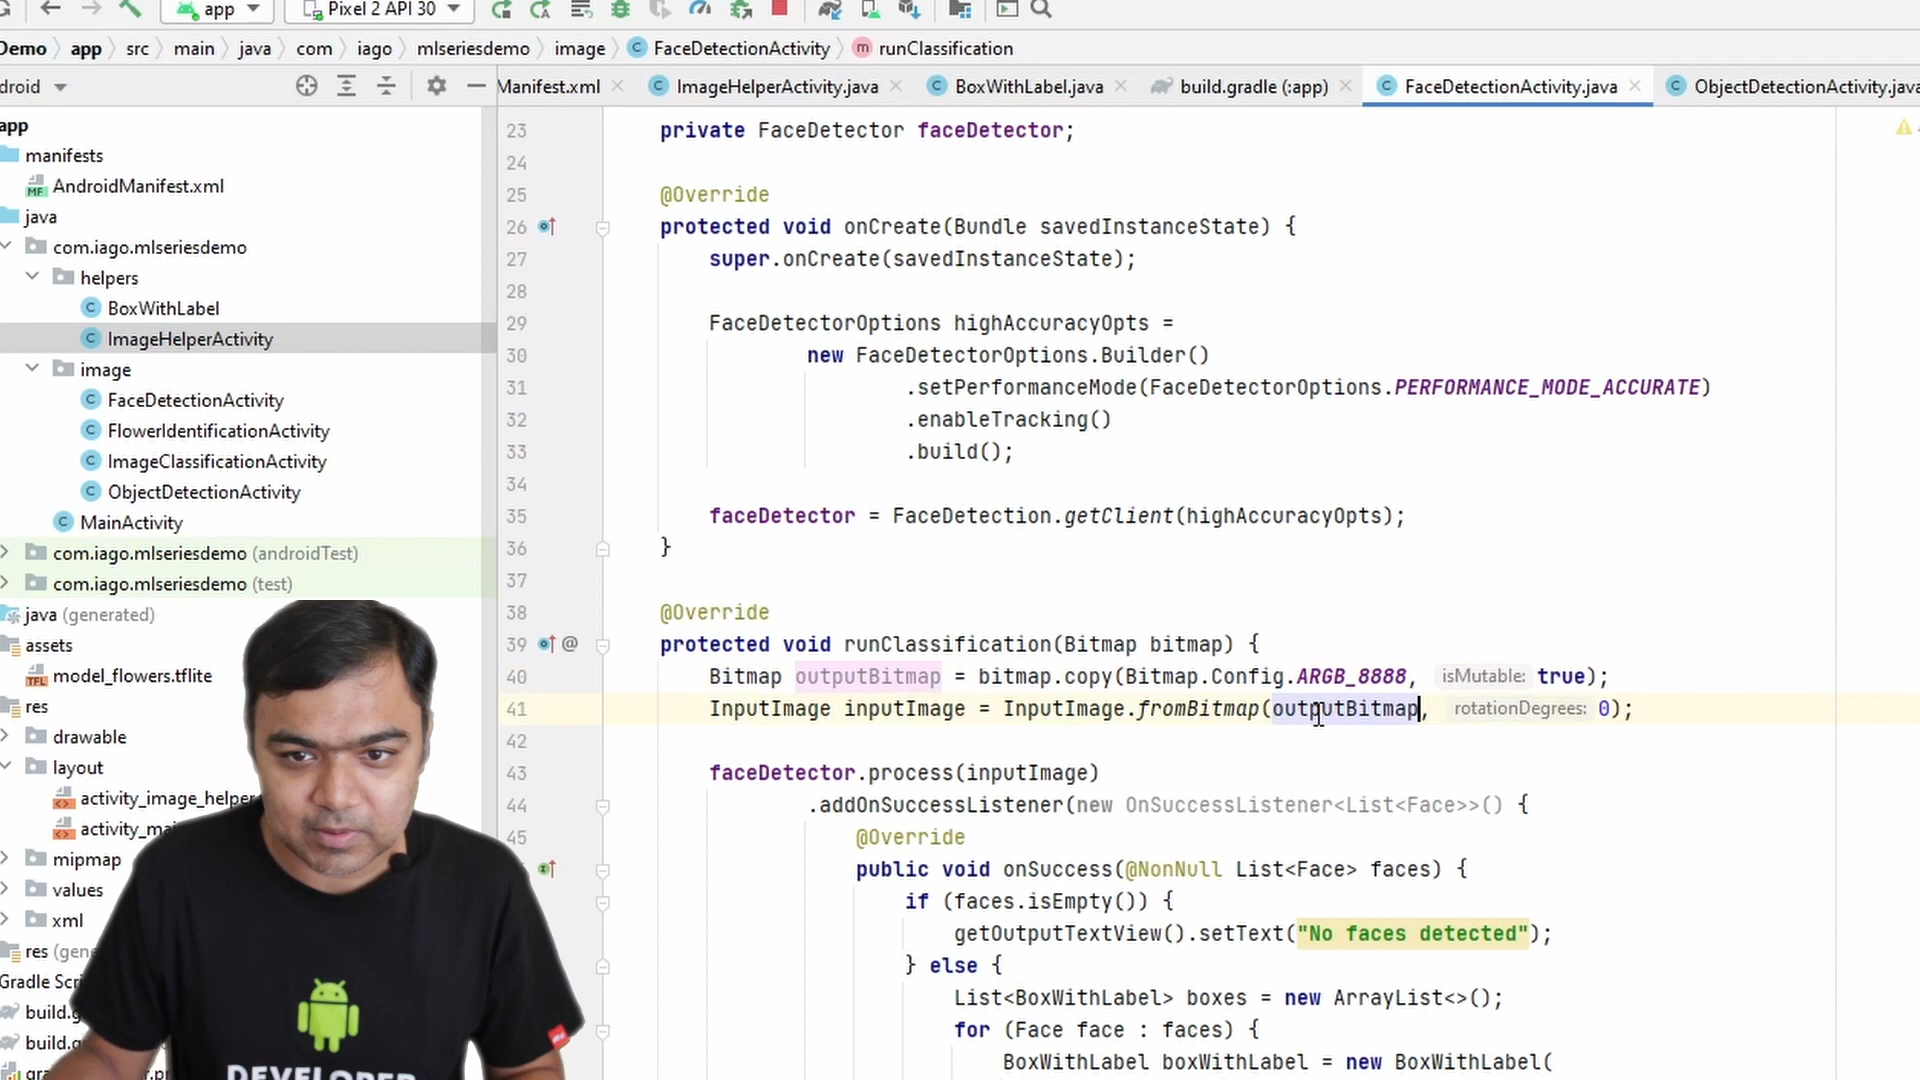 app
Pixel 2 API 30
Demo
app
src
main
java
com
iago
mlseriesdemo
image
FaceDetectionActivity
runClassification
droid
Manifest.xml
ImageHelperActivity.java
BoxWithLabel.java
build.gradle (:app)
FaceDetectionActivity.java
ObjectDetectionActivity.java
app
manifests
AndroidManifest.xml
java
com.iago.mlseriesdemo
helpers
BoxWithLabel
ImageHelperActivity
image
FaceDetectionActivity
FlowerIdentificationActivity
ImageClassificationActivity
ObjectDetectionActivity
MainActivity
com.iago.mlseriesdemo (androidTest)
com.iago.mlseriesdemo (test)
java (generated)
assets
model_flowers.tflite
res
drawable
layout
activity_image_helper
activity_mai
mipmap
values
xml
res (gene
Gradle Scri
build.g
build.g
23 private FaceDetector faceDetector;
24
25 @Override
26 protected void onCreate(Bundle savedInstanceState) {
27 super.onCreate(savedInstanceState);
28
29 FaceDetectorOptions highAccuracyOpts =
30 new FaceDetectorOptions.Builder()
31 .setPerformanceMode(FaceDetectorOptions.PERFORMANCE_MODE_ACCURATE)
32 .enableTracking()
33 .build();
34
35 faceDetector = FaceDetection.getClient(highAccuracyOpts);
36 }
37
38 @Override
39 @ protected void runClassification(Bitmap bitmap) {
40 Bitmap outputBitmap = bitmap.copy(Bitmap.Config.ARGB_8888, isMutable: true);
41 InputImage inputImage = InputImage.fromBitmap(outputBitmap, rotationDegrees: 0);
42
43 faceDetector.process(inputImage)
44 .addOnSuccessListener(new OnSuccessListener<List<Face>>() {
45 @Override
public void onSuccess(@NonNull List<Face> faces) {
if (faces.isEmpty()) {
getOutputTextView().setText("No faces detected");
} else {
List<BoxWithLabel> boxes = new ArrayList<>();
for (Face face : faces) {
BoxWithLabel boxWithLabel = new BoxWithLabel(
DEVELOPER